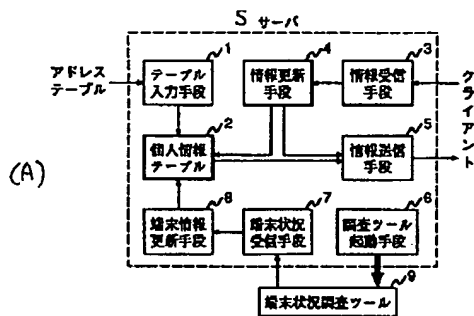 S サーバ
アドレス
テーブル
1
テーブル
入力手段
4
情報更新
手段
3
情報受信
手段
クライアント
2
個人情報
テーブル
5
情報送信
手段
(A)
8
端末情報
更新手段
7
端末状況
受信手段
6
調査ツール
起動手段
9
端末状況調査ツール